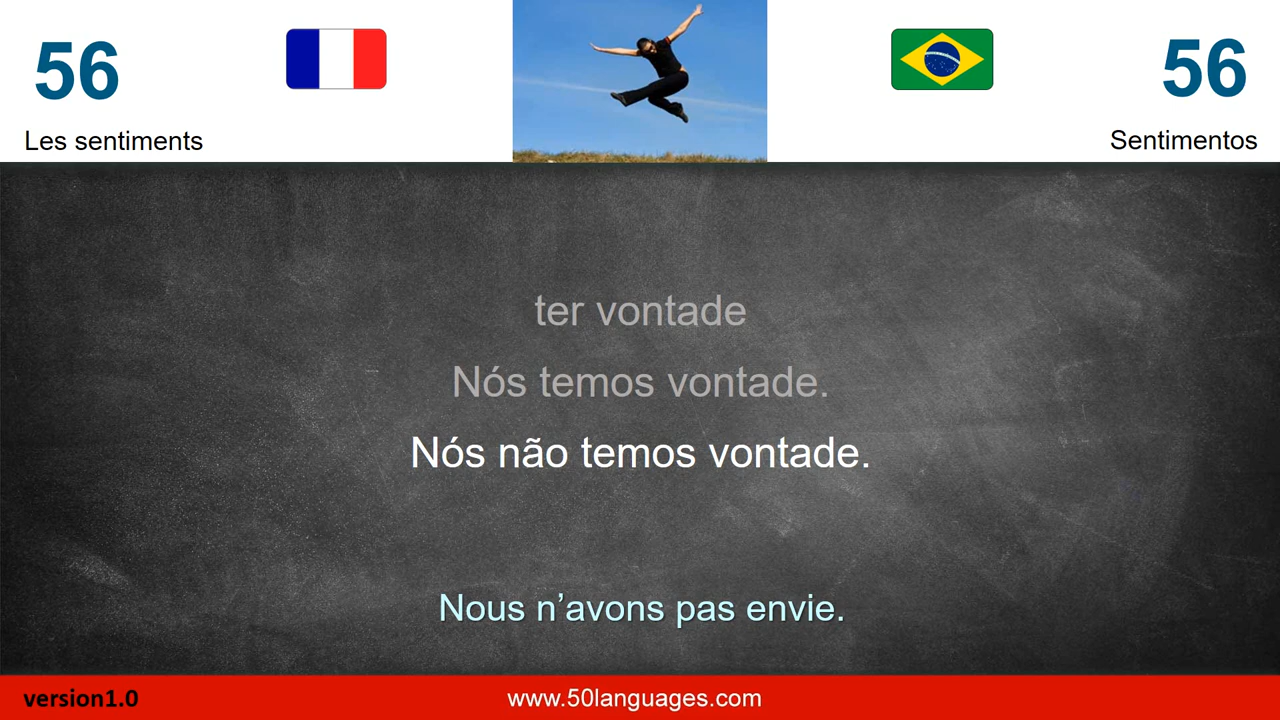 56
56
Les sentiments
Sentimentos
ter vontade
Nós temos vontade.
Nós não temos vontade.
Nous n’avons pas envie.
version1.0
www.50languages.com